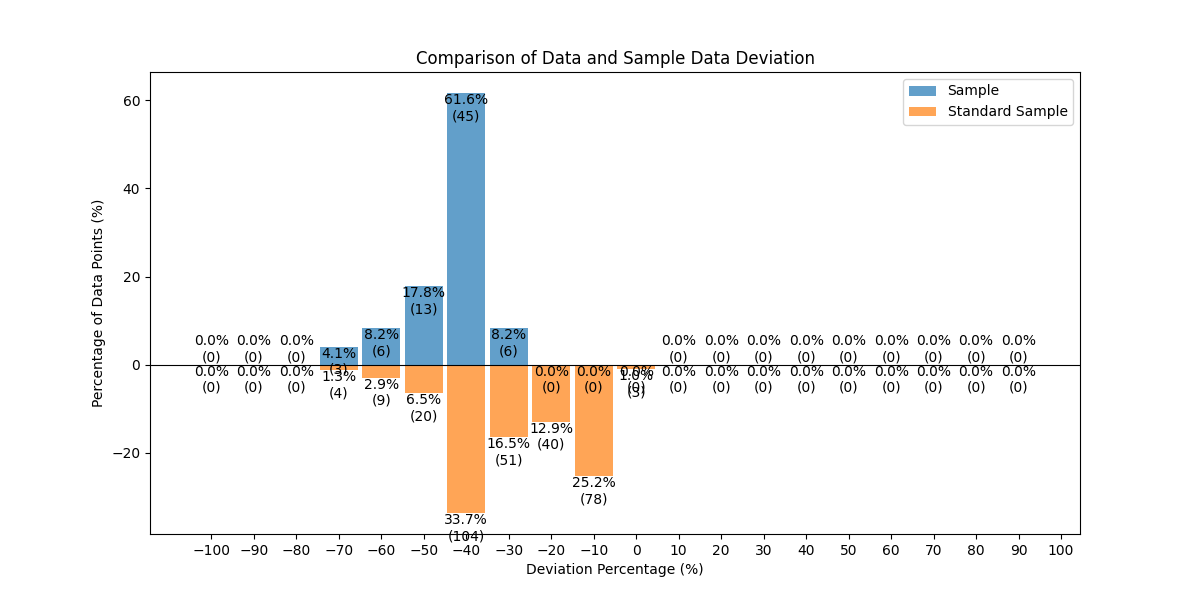 Comparison of Data and Sample Data Deviation
Sample
Standard Sample
Percentage of Data Points (%)
60
40
20
0
−20
61.6%
(45)
17.8%
(13)
8.2%
(6)
8.2%
(6)
4.1%
(3)
0.0% 0.0% 0.0%
(0) (0) (0)
0.0% 0.0% 0.0% 0.0% 0.0% 0.0% 0.0% 0.0% 0.0%
(0) (0) (0) (0) (0) (0) (0) (0) (0)
0.0% 0.0% 0.0%
(0) (0) (0)
0.0% 0.0% 0.0%
(0) (0) (0)
0.0% 0.0% 0.0% 0.0% 0.0% 0.0% 0.0% 0.0% 0.0%
(0) (0) (0) (0) (0) (0) (0) (0) (0)
1.3%
(4)
2.9%
(9)
6.5%
(20)
33.7%
(104)
16.5%
(51)
12.9%
(40)
25.2%
(78)
1.0%
(3)
−100 −90 −80 −70 −60 −50 −40 −30 −20 −10 0 10 20 30 40 50 60 70 80 90 100
Deviation Percentage (%)